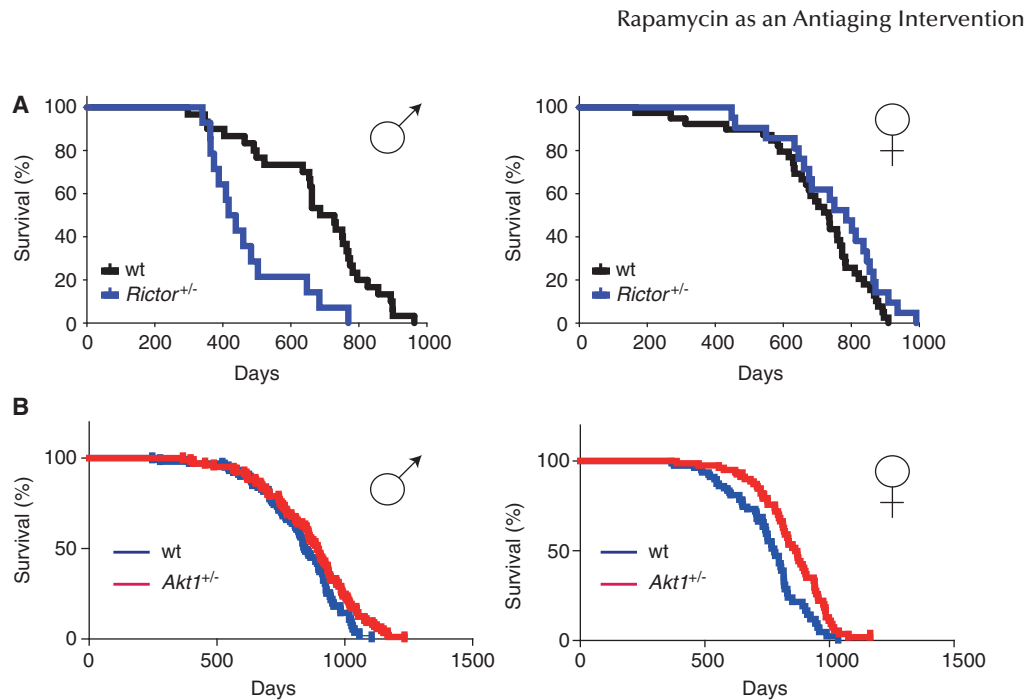 Rapamycin as an Antiaging Intervention
A
100
80
60
40
20
0
Survival (%)
wt
Rictor+/-
0 200 400 600 800 1000
Days
100
80
60
40
20
0
Survival (%)
wt
Rictor+/-
0 200 400 600 800 1000
Days
B
100
50
0
Survival (%)
wt
Akt1+/-
0 500 1000 1500
Days
100
50
0
Survival (%)
wt
Akt1+/-
0 500 1000 1500
Days